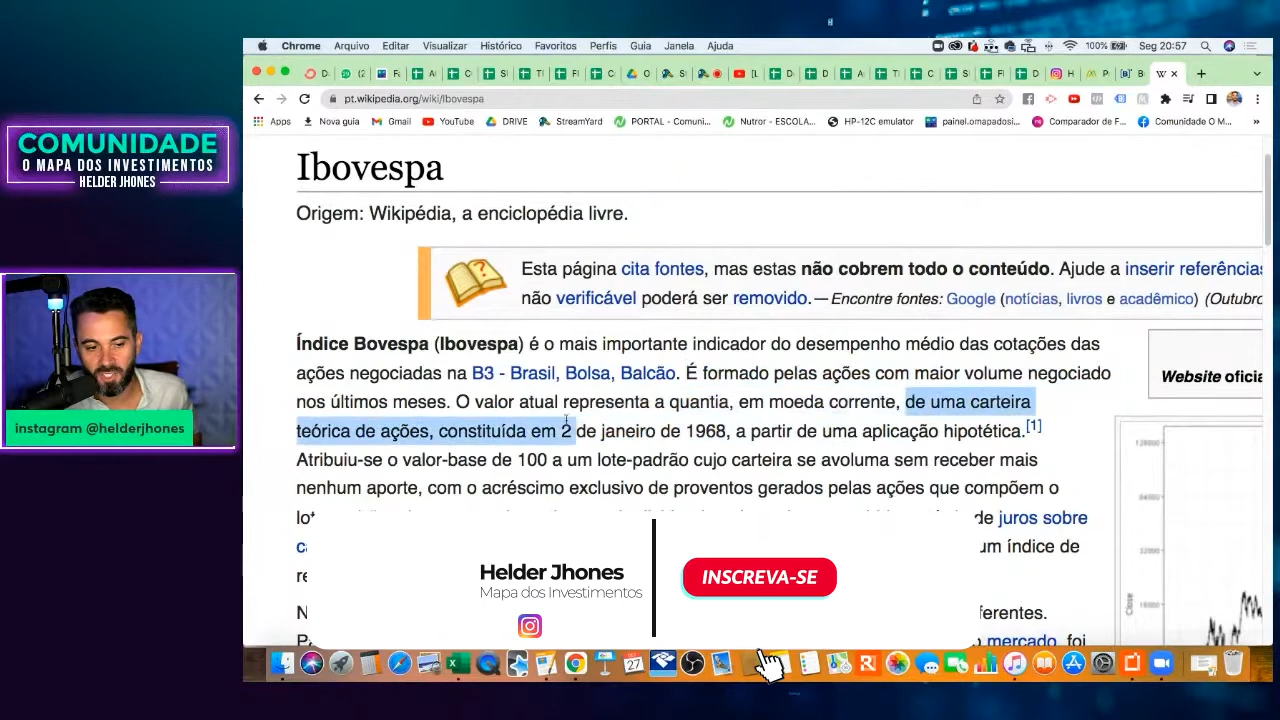 COMUNIDADE
O MAPA DOS INVESTIMENTOS
HELDER JHONES
instagram @helderjhones
Chrome Arquivo Editar Visualizar Histórico Favoritos Perfis Guia Janela Ajuda
100% Seg 20:57
pt.wikipedia.org/wiki/Ibovespa
Apps Nova guia Gmail YouTube DRIVE StreamYard PORTAL - Comuni... Nutror - ESCOLA... HP-12C emulator painel.omapadosi... Comparador de F... Comunidade O M... »
Ibovespa
Origem: Wikipédia, a enciclopédia livre.
Esta página cita fontes, mas estas não cobrem todo o conteúdo. Ajude a inserir referências
não verificável poderá ser removido.— Encontre fontes: Google (notícias, livros e acadêmico) (Outubro
Índice Bovespa (Ibovespa) é o mais importante indicador do desempenho médio das cotações das
ações negociadas na B3 - Brasil, Bolsa, Balcão. É formado pelas ações com maior volume negociado
nos últimos meses. O valor atual representa a quantia, em moeda corrente, de uma carteira
teórica de ações, constituída em 2 de janeiro de 1968, a partir de uma aplicação hipotética.[1]
Atribuiu-se o valor-base de 100 a um lote-padrão cujo carteira se avoluma sem receber mais
nenhum aporte, com o acréscimo exclusivo de proventos gerados pelas ações que compõem o
de juros sobre
um índice de
ferentes.
mercado, foi
Website oficia
Close
Helder Jhones
Mapa dos Investimentos
INSCREVA-SE